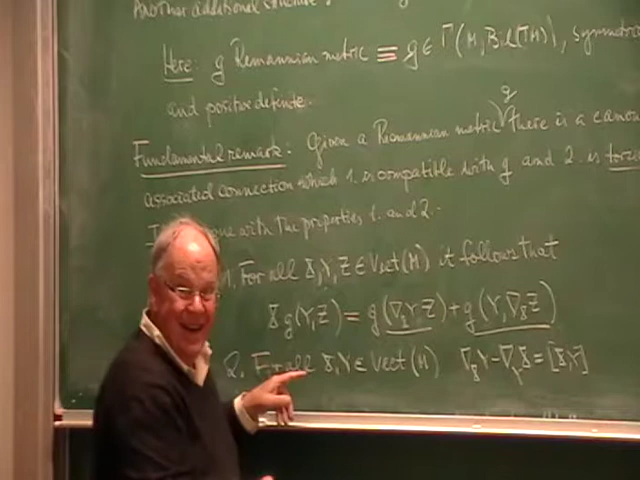 Another additional
Here: g Riemannian metric ≡ g ∈ Γ(M, Bil(TM)), symmetric
and positive definite.
Fundamental remark: Given a Riemannian metric g there is a canon
associated connection which 1. is compatible with g and 2. is tors
one with the properties 1. and 2.
1. For all X, Y, Z ∈ Vect(M) it follows that
X g(Y, Z) = g(∇_X Y, Z) + g(Y, ∇_X Z)
2. For all X, Y ∈ Vect(M) ∇_X Y - ∇_Y X = [X, Y]